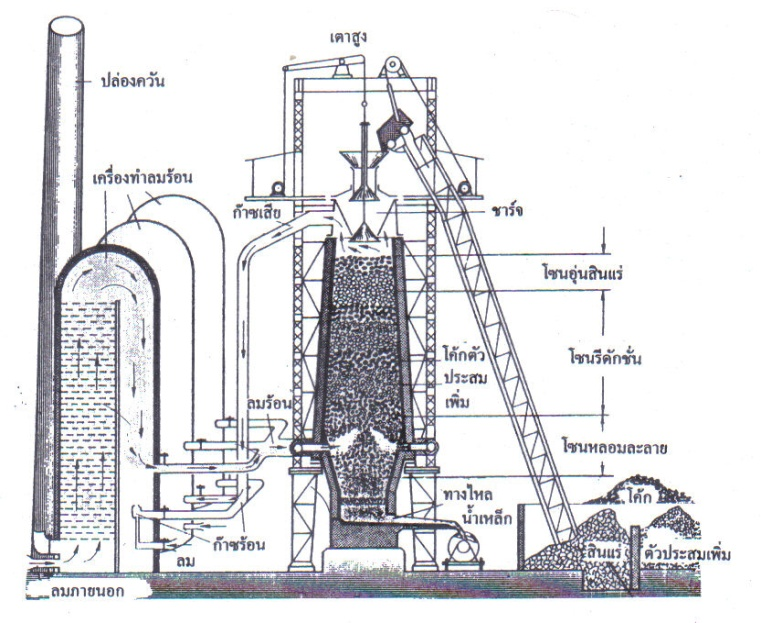 เตาสูง
ปล่องควัน
เครื่องทำลมร้อน
ก๊าซเสีย
ชาร์จ
โซนอุ่นสินแร่
โค้กตัว
ประสม
เพิ่ม
โซนรีดักชั่น
ลมร้อน
โซนหลอมละลาย
ทางไหล
น้ำเหล็ก
โค้ก
ก๊าซร้อน
สินแร่
ตัวประสมเพิ่ม
ลม
ลมภายนอก